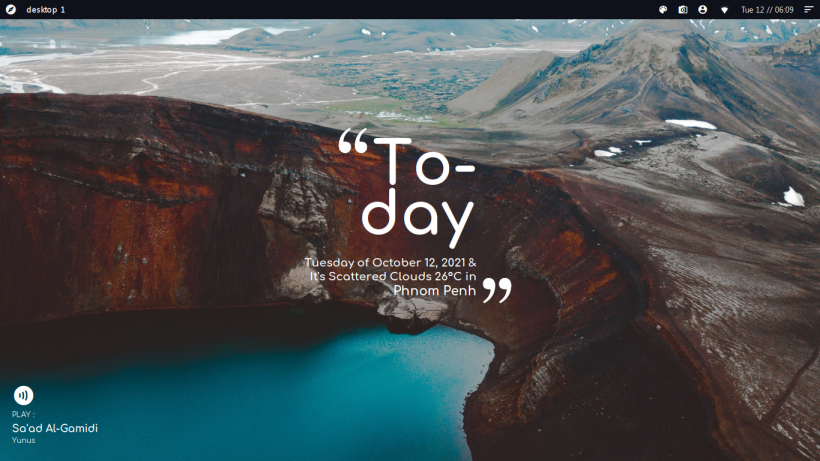 desktop 1
Tue 12 // 06:09
“To-
day
Tuesday of October 12, 2021 &
It's Scattered Clouds 26°C in
Phnom Penh”
PLAY :
Sa'ad Al-Gamidi
Yunus